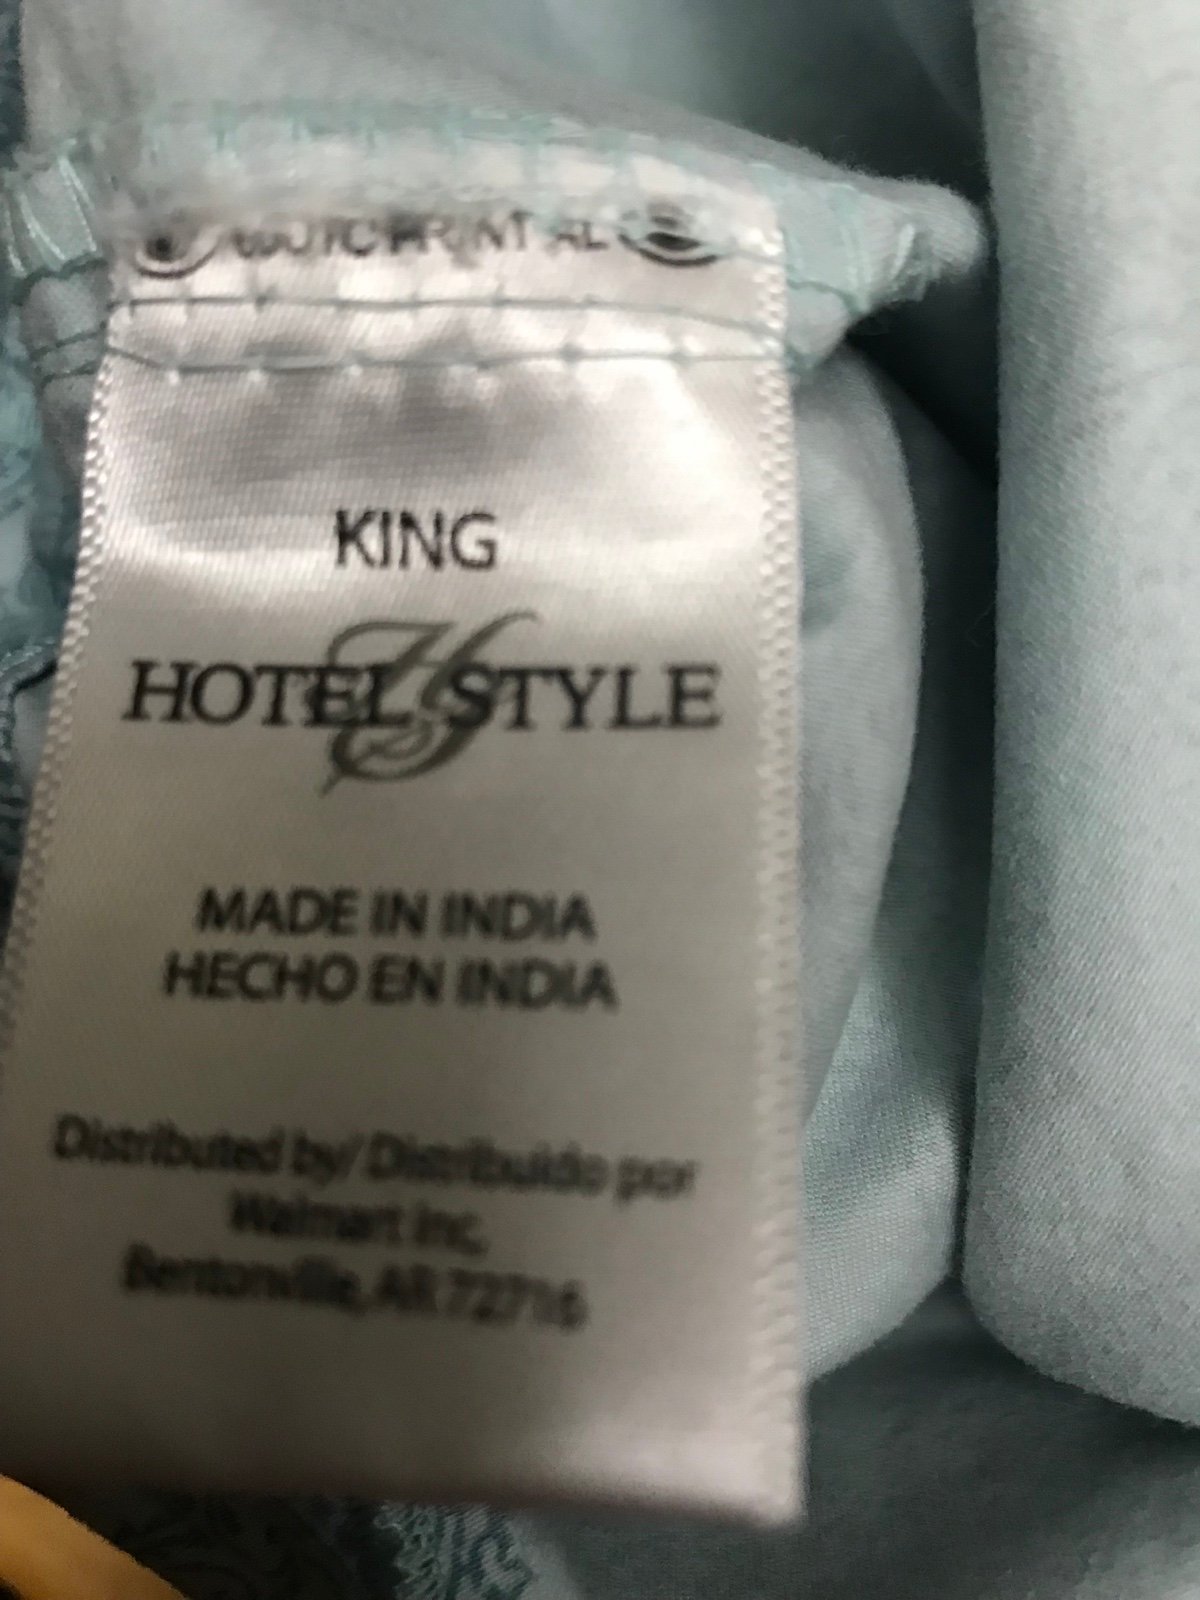 KING
HOTEL STYLE
MADE IN INDIA
HECHO EN INDIA
Distributed by/ Distribuido por
Walmart Inc.
Bentonville, AR 72716